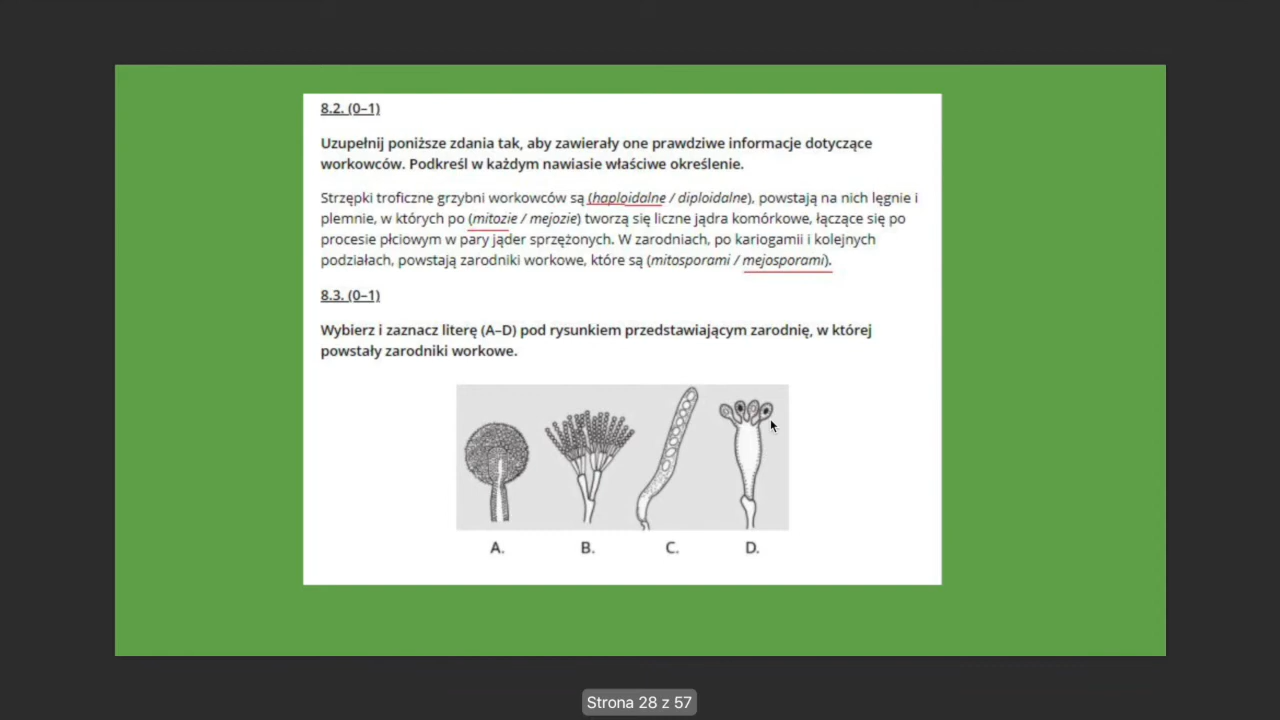 8.2. (0–1)
Uzupełnij poniższe zdania tak, aby zawierały one prawdziwe informacje dotyczące
workowców. Podkreśl w każdym nawiasie właściwe określenie.
Strzępki troficzne grzybni workowców są (haploidalne / diploidalne), powstają na nich lęgnie i
plemnie, w których po (mitozie / mejozie) tworzą się liczne jądra komórkowe, łączące się po
procesie płciowym w pary jąder sprzężonych. W zarodniach, po kariogamii i kolejnych
podziałach, powstają zarodniki workowe, które są (mitosporami / mejosporami).
8.3. (0–1)
Wybierz i zaznacz literę (A–D) pod rysunkiem przedstawiającym zarodnię, w której
powstały zarodniki workowe.
A. B. C. D.
Strona 28 z 57